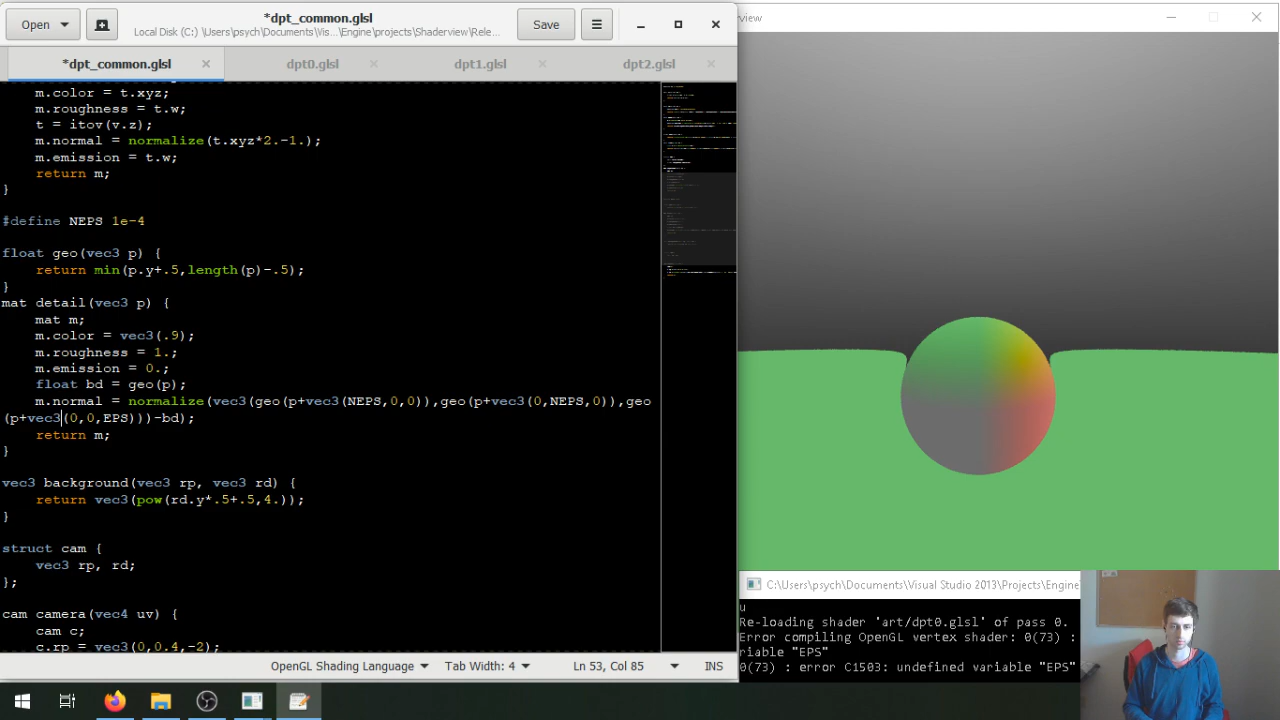 Open
*dpt_common.glsl
Local Disk (C:) \Users\psych\Documents\Vis...Engine\projects\Shaderview\Rele...
Save
*dpt_common.glsl
dpt0.glsl
dpt1.glsl
dpt2.glsl
m.color = t.xyz;
m.roughness = t.w;
t = itov(v.z);
m.normal = normalize(t.xyz*2.-1.);
m.emission = t.w;
return m;
}
#define NEPS 1e-4
float geo(vec3 p) {
return min(p.y+.5,length(p)-.5);
}
mat detail(vec3 p) {
mat m;
m.color = vec3(.9);
m.roughness = 1.;
m.emission = 0.;
float bd = geo(p);
m.normal = normalize(vec3(geo(p+vec3(NEPS,0,0)),geo(p+vec3(0,NEPS,0)),geo
(p+vec3(0,0,EPS)))-bd);
return m;
}
vec3 background(vec3 rp, vec3 rd) {
return vec3(pow(rd.y*.5+.5,4.));
}
struct cam {
vec3 rp, rd;
};
cam camera(vec4 uv) {
cam c;
c.rp = vec3(0,0.4,-2);
OpenGL Shading Language
Tab Width: 4
Ln 53, Col 85
INS
C:\Users\psych\Documents\Visual Studio 2013\Projects\Engine
u
Re-loading shader 'art/dpt0.glsl' of pass 0.
Error compiling OpenGL vertex shader: 0(73) :
riable "EPS"
0(73) : error C1503: undefined variable "EPS"